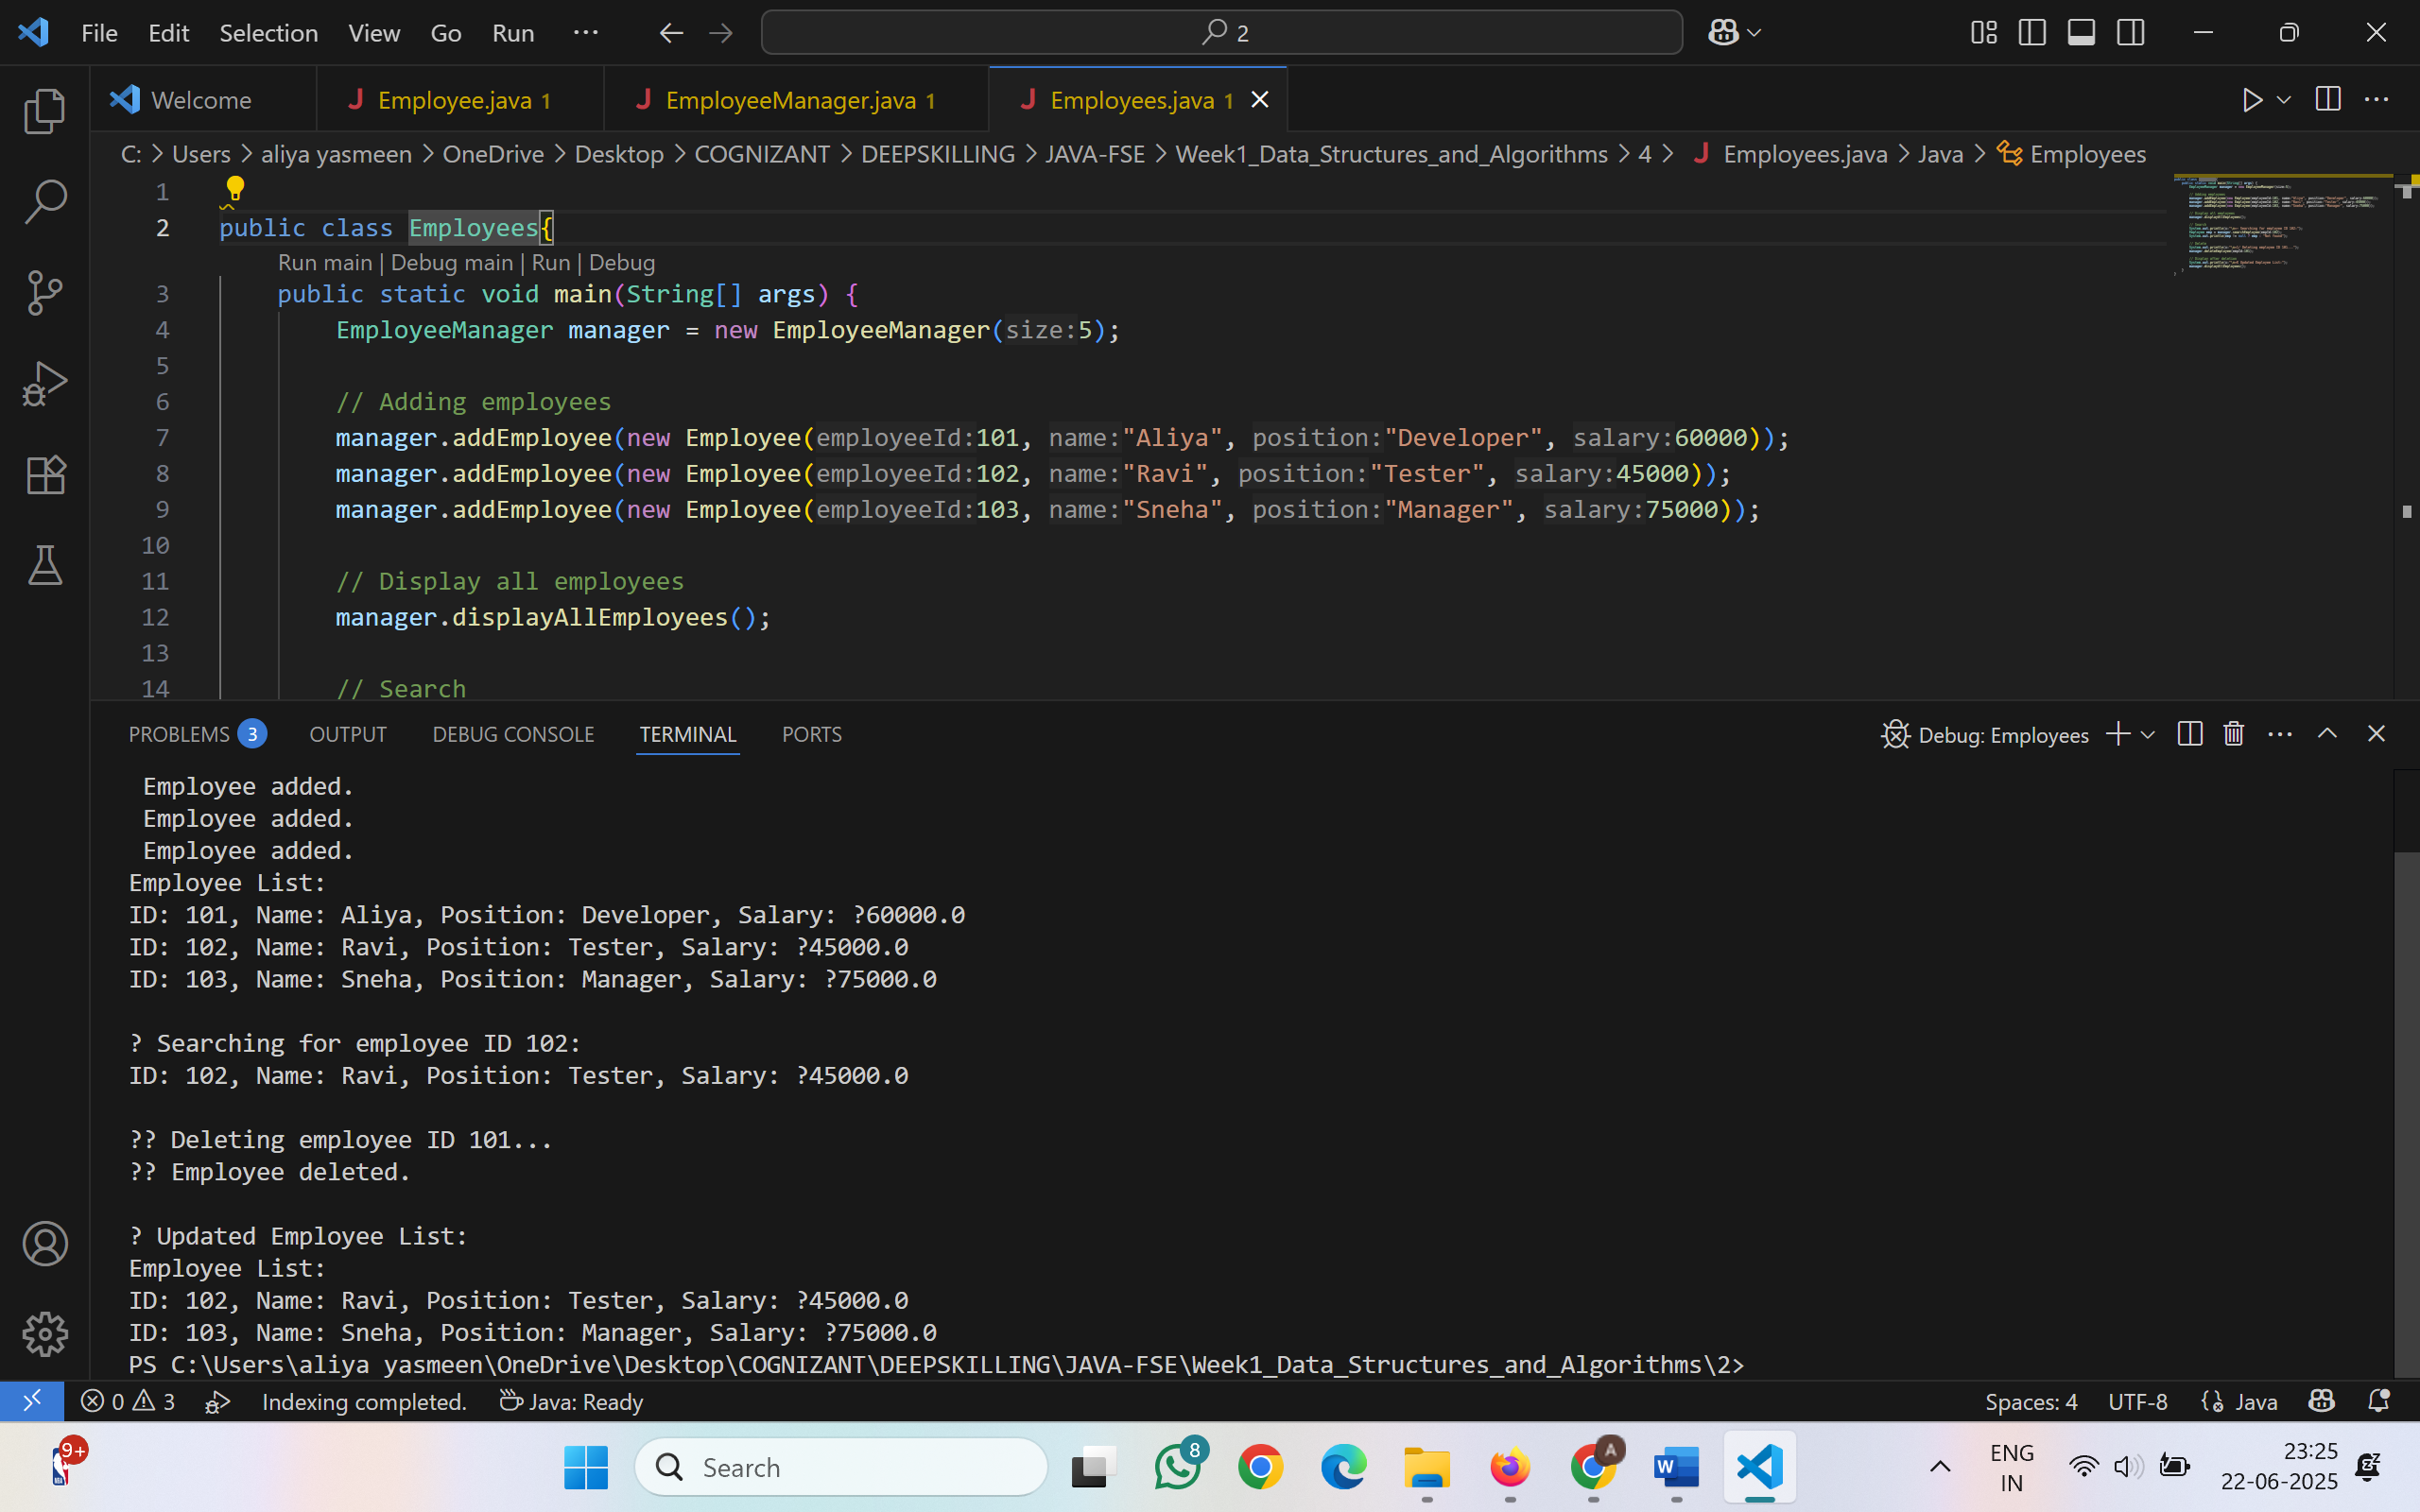 File Edit Selection View Go Run ··· 2
Welcome Employee.java 1 EmployeeManager.java 1 Employees.java 1
C: > Users > aliya yasmeen > OneDrive > Desktop > COGNIZANT > DEEPSKILLING > JAVA-FSE > Week1_Data_Structures_and_Algorithms > 4 > J Employees.java > Java > Employees
1
2 public class Employees{
Run main | Debug main | Run | Debug
3 public static void main(String[] args) {
4 EmployeeManager manager = new EmployeeManager(size:5);
5
6 // Adding employees
7 manager.addEmployee(new Employee(employeeId:101, name:"Aliya", position:"Developer", salary:60000));
8 manager.addEmployee(new Employee(employeeId:102, name:"Ravi", position:"Tester", salary:45000));
9 manager.addEmployee(new Employee(employeeId:103, name:"Sneha", position:"Manager", salary:75000));
10
11 // Display all employees
12 manager.displayAllEmployees();
13
14 // Search
PROBLEMS 3 OUTPUT DEBUG CONSOLE TERMINAL PORTS Debug: Employees
Employee added.
Employee added.
Employee added.
Employee List:
ID: 101, Name: Aliya, Position: Developer, Salary: ?60000.0
ID: 102, Name: Ravi, Position: Tester, Salary: ?45000.0
ID: 103, Name: Sneha, Position: Manager, Salary: ?75000.0
? Searching for employee ID 102:
ID: 102, Name: Ravi, Position: Tester, Salary: ?45000.0
?? Deleting employee ID 101...
?? Employee deleted.
? Updated Employee List:
Employee List:
ID: 102, Name: Ravi, Position: Tester, Salary: ?45000.0
ID: 103, Name: Sneha, Position: Manager, Salary: ?75000.0
PS C:\Users\aliya yasmeen\OneDrive\Desktop\COGNIZANT\DEEPSKILLING\JAVA-FSE\Week1_Data_Structures_and_Algorithms\2>
0 3 Indexing completed. Java: Ready Spaces: 4 UTF-8 Java
9+ Search 8 A ENG IN 23:25
22-06-2025